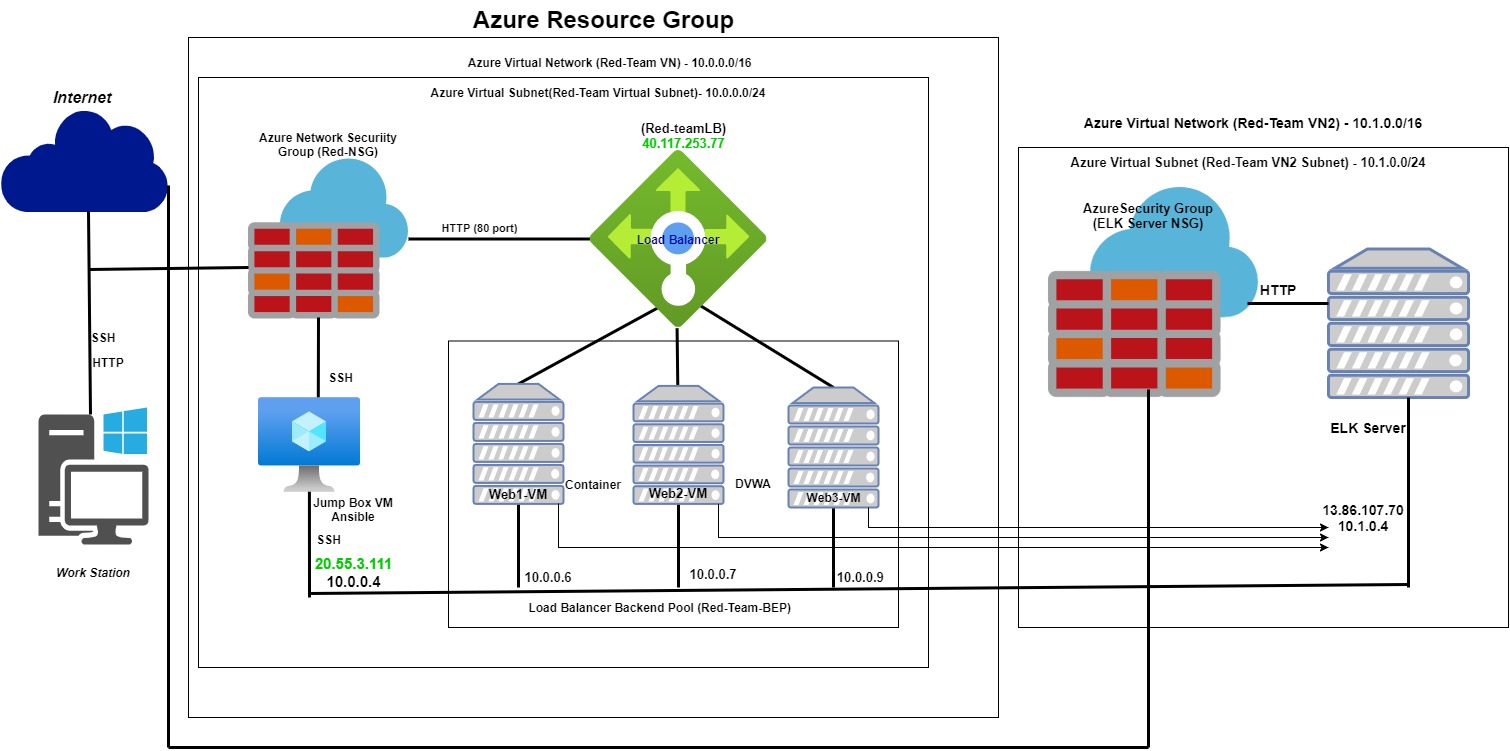 Azure Resource Group
Azure Virtual Network (Red-Team VN) - 10.0.0.0/16
Azure Virtual Subnet(Red-Team Virtual Subnet)- 10.0.0.0/24
Internet
Azure Network Secuiity
Group (Red-NSG)
(Red-teamLB)
40.117.253.77
Azure Virtual Network (Red-Team VN2) - 10.1.0.0/16
Azure Virtual Subnet (Red-Team VN2 Subnet) - 10.1.0.0/24
AzureSecurity Group
(ELK Server NSG)
HTTP (80 port)
Load Balancer
HTTP
SSH
HTTP
SSH
ELK Server
Container
DVWA
Web1-VM
Web2-VM
Web3-VM
Jump Box VM
Ansible
SSH
20.55.3.111
10.0.0.4
13.86.107.70
10.1.0.4
Work Station
10.0.0.6
10.0.0.7
10.0.0.9
Load Balancer Backend Pool (Red-Team-BEP)